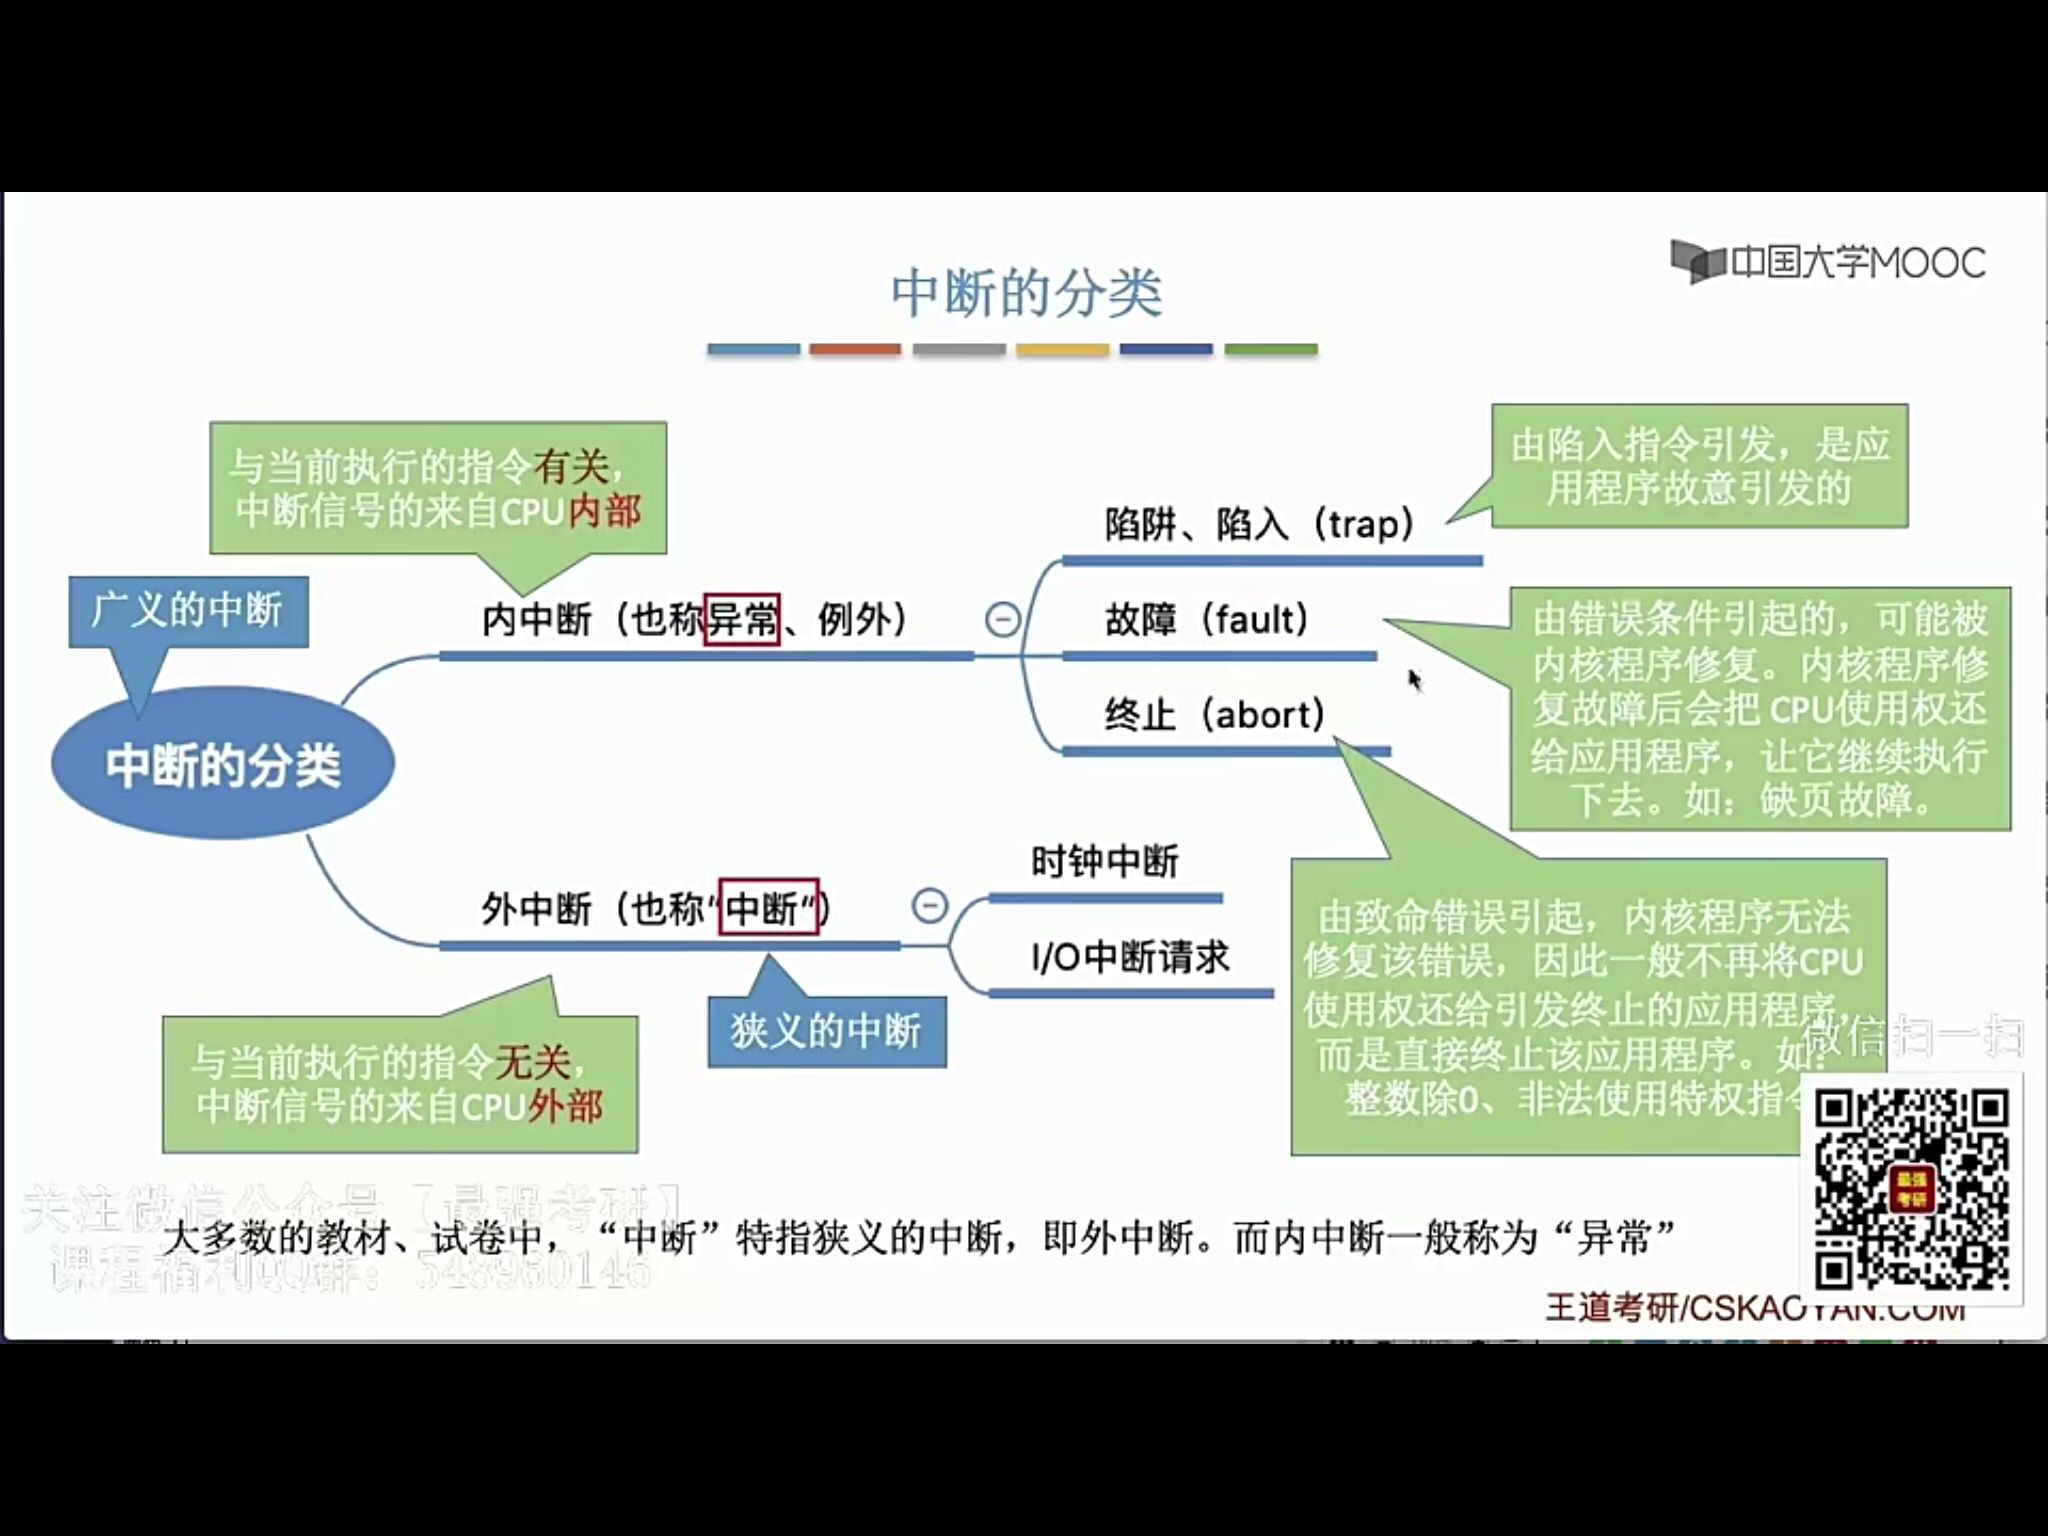 中国大学MOOC
中断的分类
与当前执行的指令有关,
中断信号的来自CPU内部
广义的中断
中断的分类
内中断（也称异常、例外）
陷阱、陷入（trap）
由陷入指令引发，是应
用程序故意引发的
故障（fault）
由错误条件引起的，可能被
内核程序修复。内核程序修
复故障后会把 CPU使用权还
给应用程序，让它继续执行
下去。如：缺页故障。
终止（abort）
由致命错误引起，内核程序无法
修复该错误，因此一般不再将CPU
使用权还给引发终止的应用程序，
而是直接终止该应用程序。如：
整数除0、非法使用特权指令
外中断（也称“中断“）
时钟中断
I/O中断请求
狭义的中断
与当前执行的指令无关,
中断信号的来自CPU外部
微信扫一扫
最强
考研
关注微信公众号【最强考研】
大多数的教材、试卷中，“中断”特指狭义的中断，即外中断。而内中断一般称为“异常”
课程福利QQ群：548960146
王道考研/CSKAOYAN.COM